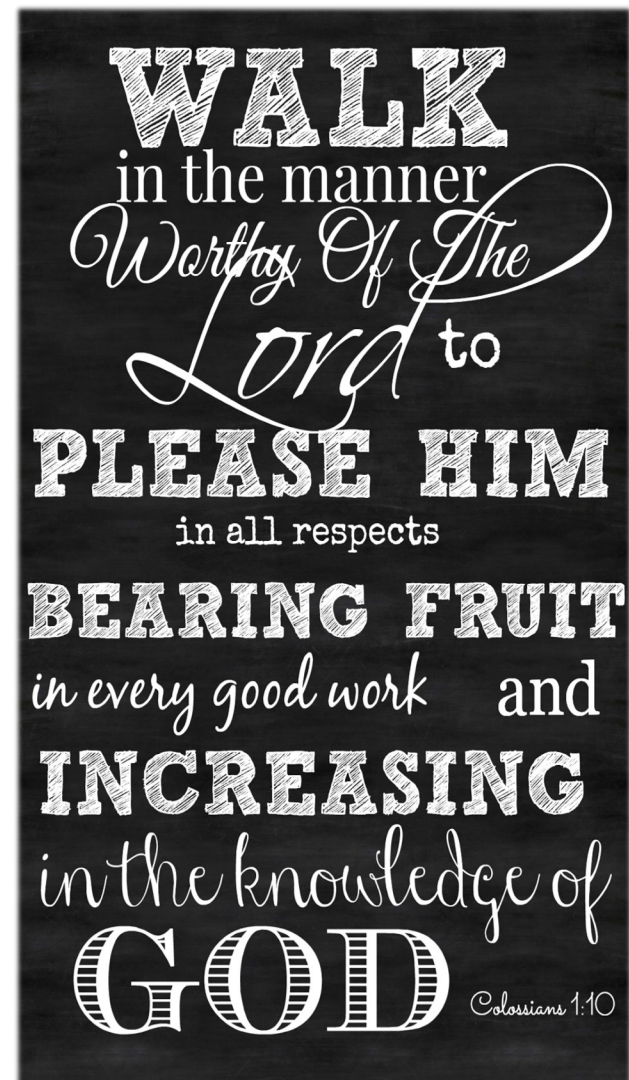 WALK
in the manner
Worthy Of The
Lord to
PLEASE HIM
in all respects
BEARING FRUIT
in every good work and
INCREASING
in the knowledge of
GOD Colossians 1:10